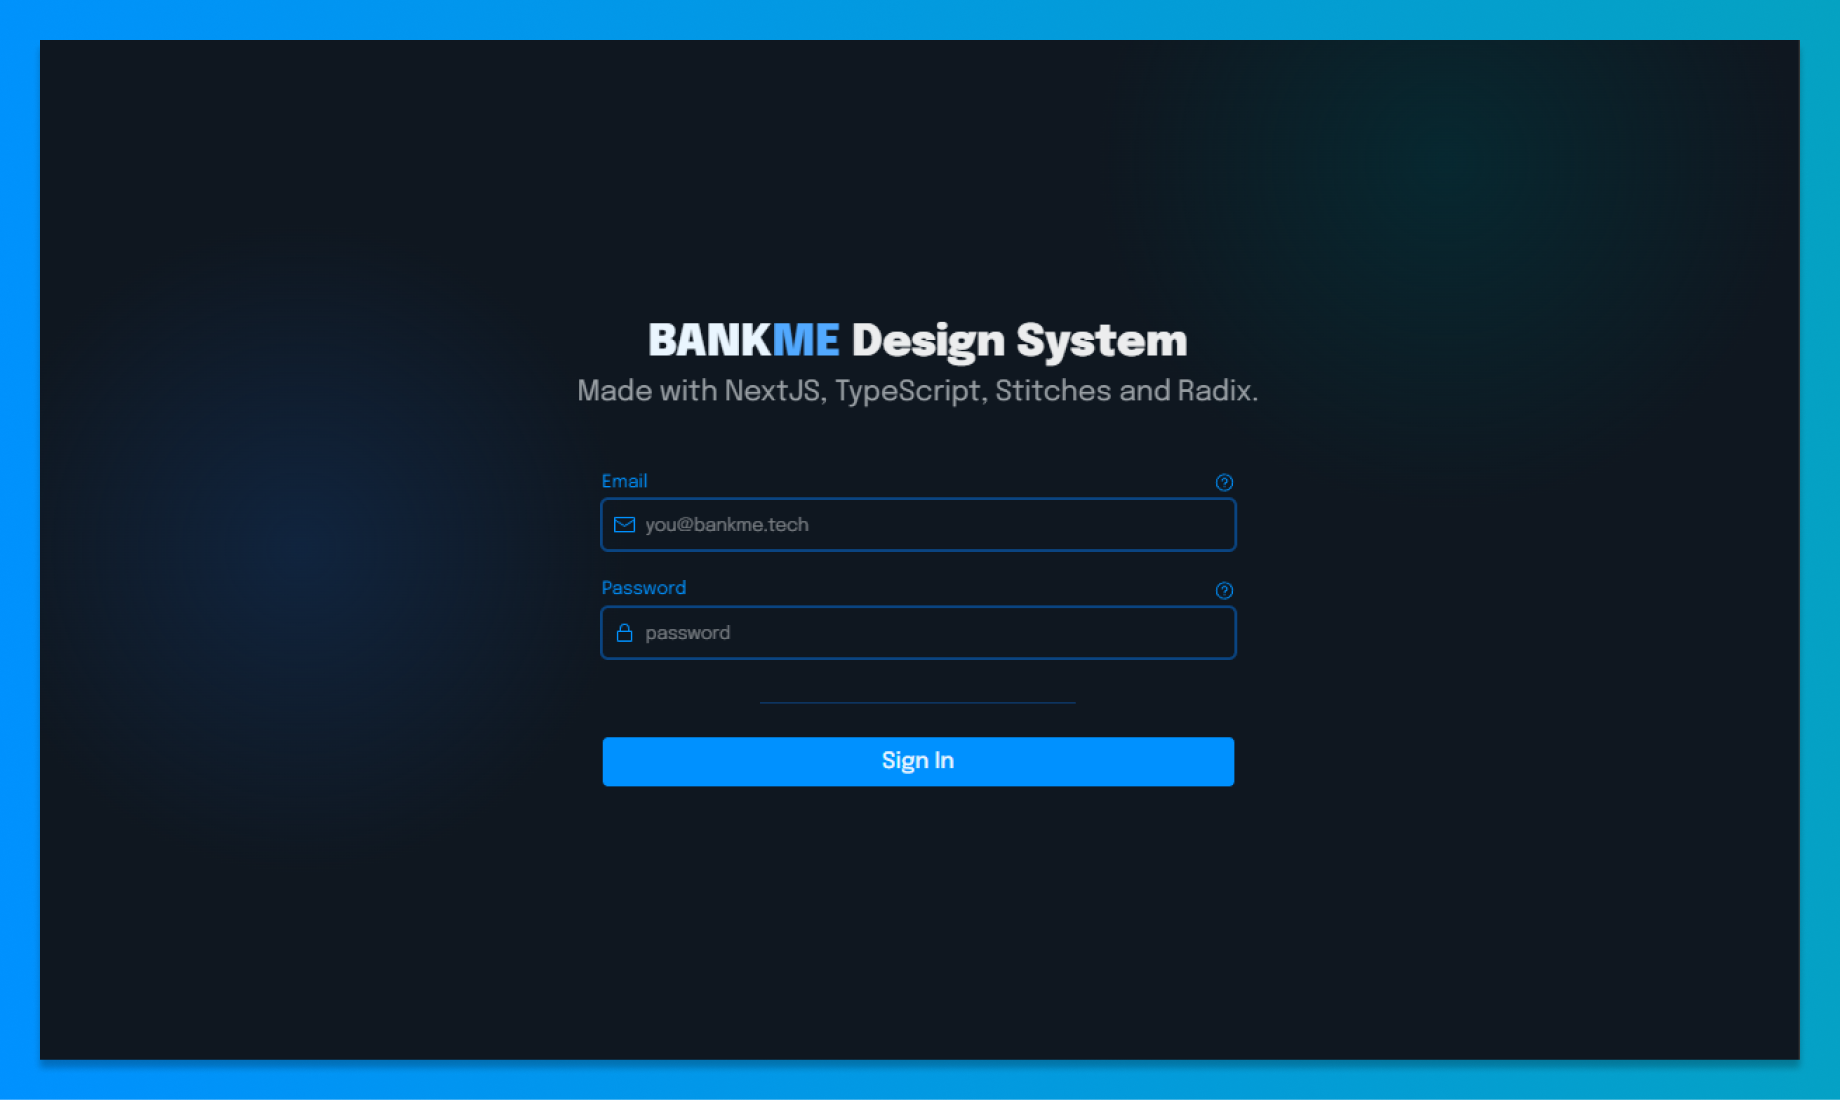 BANKME Design System
Made with NextJS, TypeScript, Stitches and Radix.
Email
you@bankme.tech
Password
password
Sign In